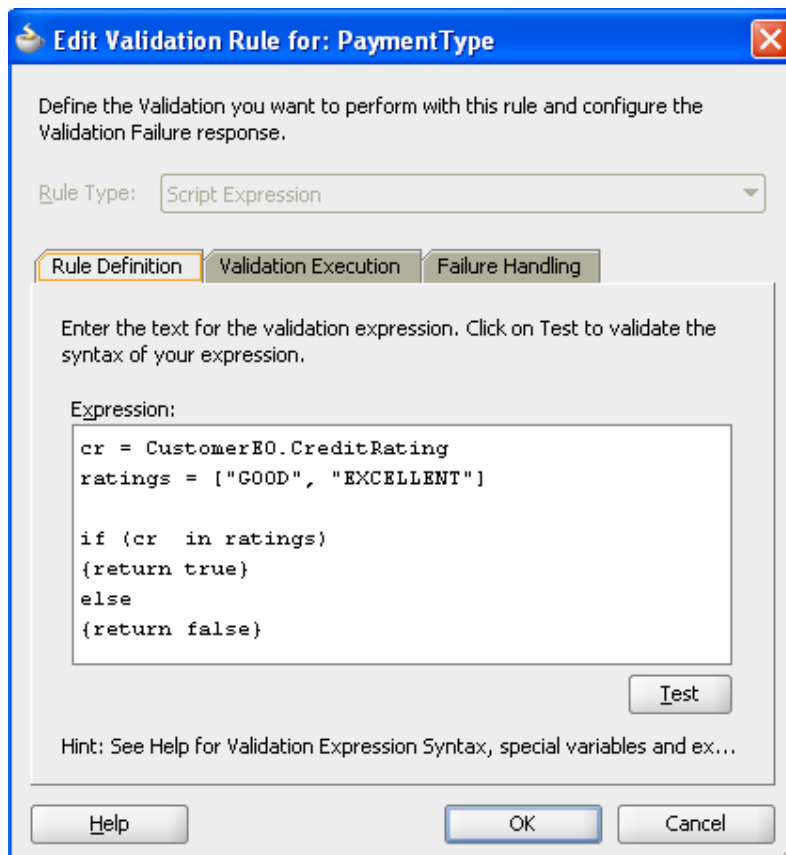 Edit Validation Rule for: PaymentType
Define the Validation you want to perform with this rule and configure the
Validation Failure response.
Rule Type: Script Expression
Rule Definition Validation Execution Failure Handling
Enter the text for the validation expression. Click on Test to validate the
syntax of your expression.
Expression:
cr = CustomerEO.CreditRating
ratings = ["GOOD", "EXCELLENT"]
if (cr  in ratings)
{return true}
else
{return false}
Test
Hint: See Help for Validation Expression Syntax, special variables and ex...
Help OK Cancel